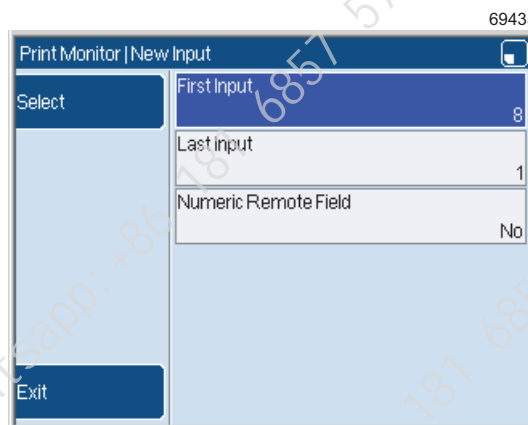 6943
Print Monitor | New Input
Select
First Input
8
Last Input
1
Numeric Remote Field
No
Exit